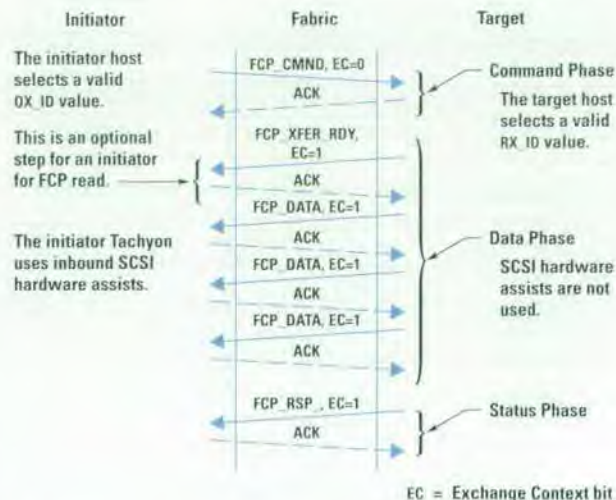 Initiator
Fabric
Target
The initiator host
selects a valid
OX_ID value.
FCP_CMND, EC=0
ACK
Command Phase
The target host
selects a valid
RX_ID value.
This is an optional
step for an initiator
for FCP read.
FCP_XFER_RDY,
EC=1
ACK
FCP_DATA, EC=1
ACK
The initiator Tachyon
uses inbound SCSI
hardware assists.
FCP_DATA, EC=1
ACK
FCP_DATA, EC=1
ACK
Data Phase
SCSI hardware
assists are not
used.
FCP_RSP_, EC=1
ACK
Status Phase
EC = Exchange Context bit